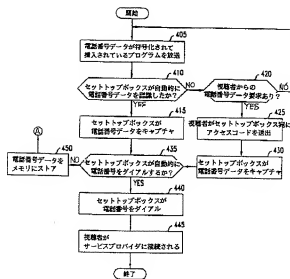 開始
405
電話番号データが符号化されて
挿入されているプログラムを放送
410
セットトップボックスが自動的に
電話番号データを認識したか?
NO
420
視聴者からの
電話番号データ要求あり?
NO
YES
415
セットトップボックスが
電話番号データをキャプチャ
YES
425
視聴者がセットトップボックス宛に
アクセスコードを送出
A
450
電話番号データを
メモリにストア
NO
435
セットトップボックスが自動的に
電話番号をダイアルするか?
430
セットトップボックスが
電話番号データをキャプチャ
YES
440
セットトップボックスが
電話番号をダイアル
445
視聴者が
サービスプロバイダに接続される
終了